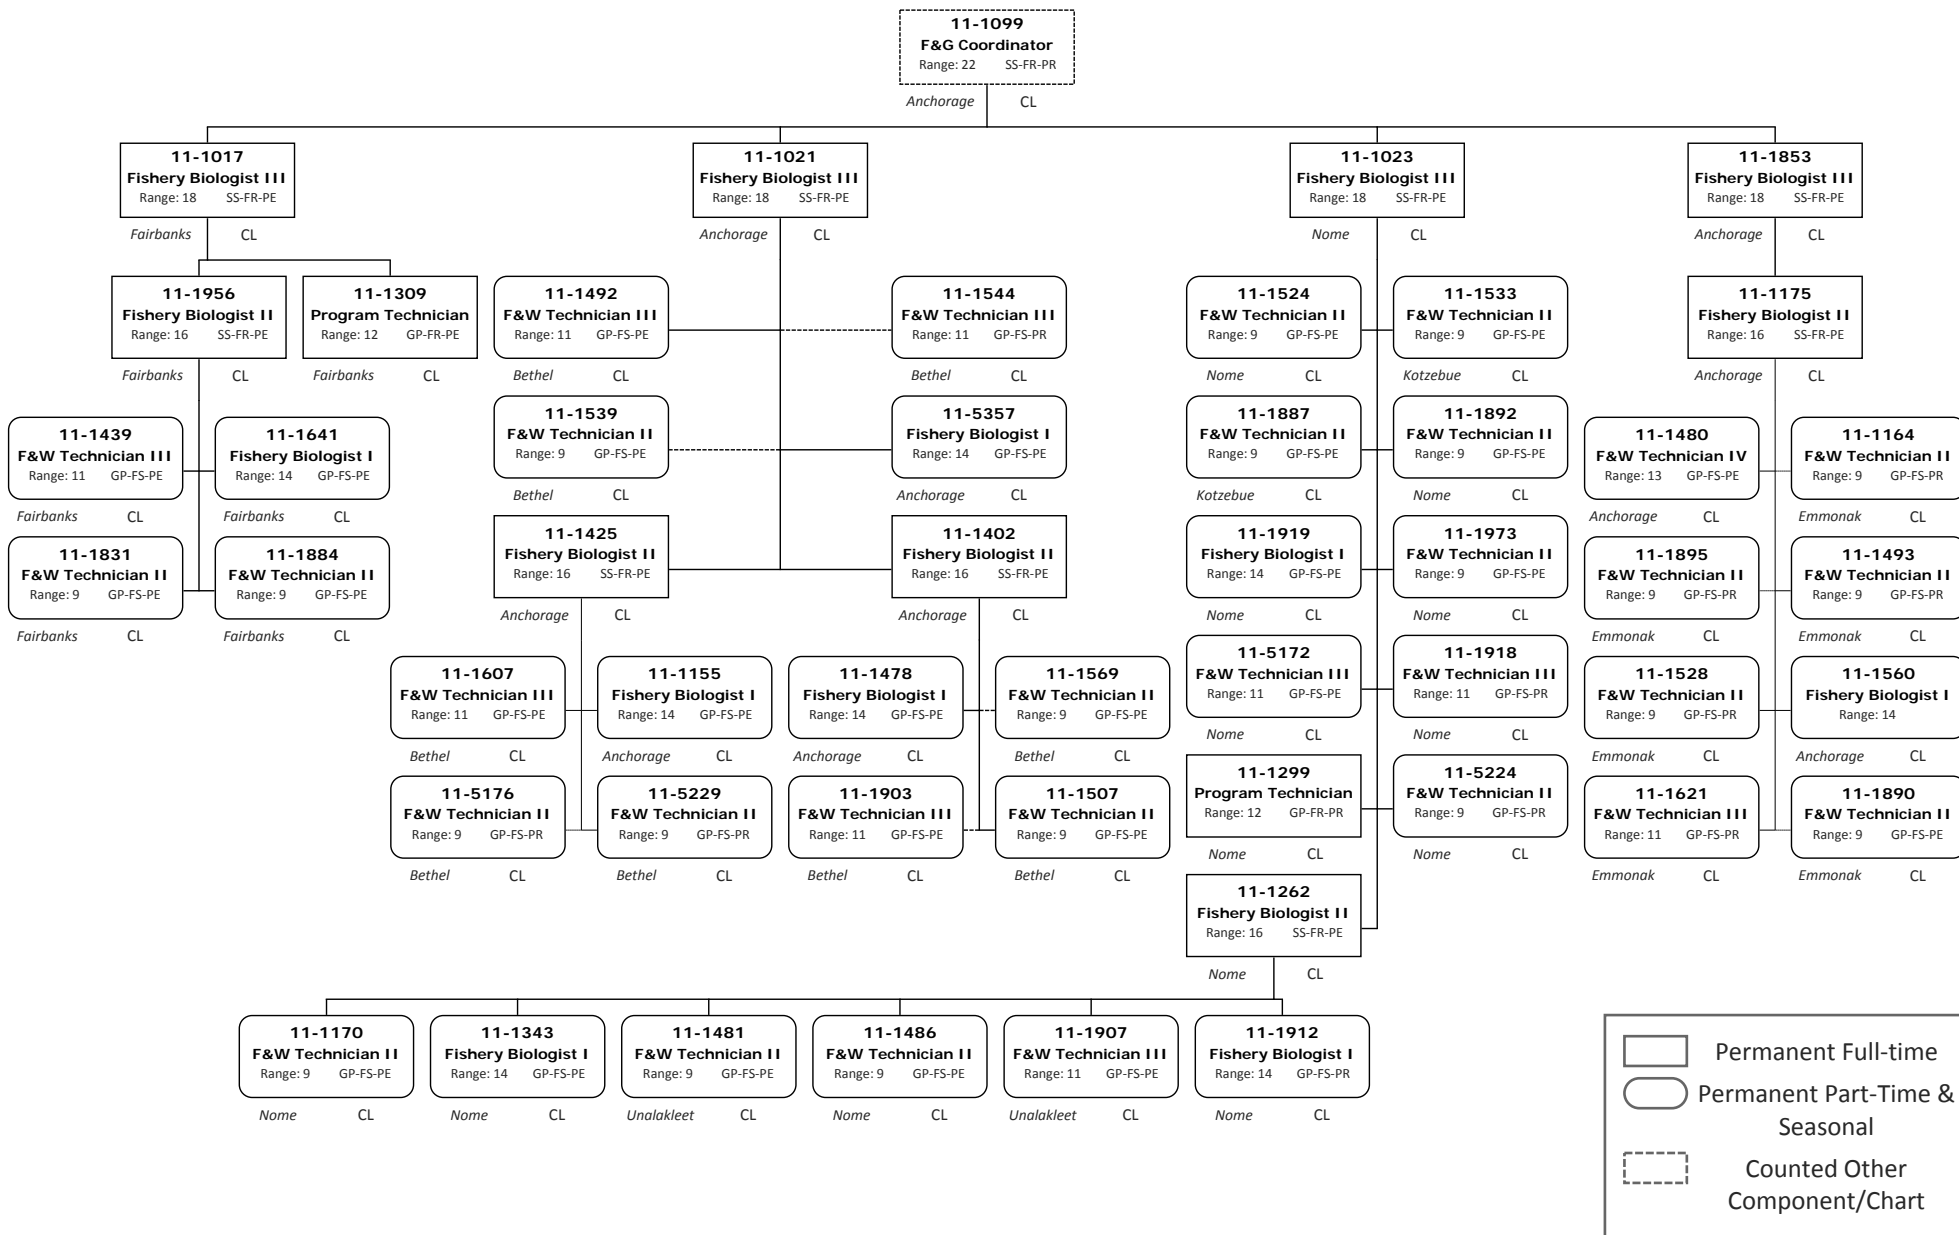 11-1099
F&G Coordinator
Range: 22 SS-FR-PR
Anchorage CL
11-1017
Fishery Biologist III
Range: 18 SS-FR-PE
Fairbanks CL
11-1021
Fishery Biologist III
Range: 18 SS-FR-PE
Anchorage CL
11-1023
Fishery Biologist III
Range: 18 SS-FR-PE
Nome CL
11-1853
Fishery Biologist III
Range: 18 SS-FR-PE
Anchorage CL
11-1956
Fishery Biologist II
Range: 16 SS-FR-PE
Fairbanks CL
11-1309
Program Technician
Range: 12 GP-FR-PE
Fairbanks CL
11-1492
F&W Technician III
Range: 11 GP-FS-PE
Bethel CL
11-1544
F&W Technician III
Range: 11 GP-FS-PR
Bethel CL
11-1524
F&W Technician II
Range: 9 GP-FS-PE
Nome CL
11-1533
F&W Technician II
Range: 9 GP-FS-PE
Kotzebue CL
11-1175
Fishery Biologist II
Range: 16 SS-FR-PE
Anchorage CL
11-1439
F&W Technician III
Range: 11 GP-FS-PE
Fairbanks CL
11-1641
Fishery Biologist I
Range: 14 GP-FS-PE
Fairbanks CL
11-1539
F&W Technician II
Range: 9 GP-FS-PE
Bethel CL
11-5357
Fishery Biologist I
Range: 14 GP-FS-PE
Anchorage CL
11-1887
F&W Technician II
Range: 9 GP-FS-PE
Kotzebue CL
11-1892
F&W Technician II
Range: 9 GP-FS-PE
Nome CL
11-1480
F&W Technician IV
Range: 13 GP-FS-PE
Anchorage CL
11-1164
F&W Technician II
Range: 9 GP-FS-PR
Emmonak CL
11-1831
F&W Technician II
Range: 9 GP-FS-PE
Fairbanks CL
11-1884
F&W Technician II
Range: 9 GP-FS-PE
Fairbanks CL
11-1425
Fishery Biologist II
Range: 16 SS-FR-PE
Anchorage CL
11-1402
Fishery Biologist II
Range: 16 SS-FR-PE
Anchorage CL
11-1919
Fishery Biologist I
Range: 14 GP-FS-PE
Nome CL
11-1973
F&W Technician II
Range: 9 GP-FS-PE
Nome CL
11-1895
F&W Technician II
Range: 9 GP-FS-PR
Emmonak CL
11-1493
F&W Technician II
Range: 9 GP-FS-PR
Emmonak CL
11-1607
F&W Technician III
Range: 11 GP-FS-PE
Bethel CL
11-1155
Fishery Biologist I
Range: 14 GP-FS-PE
Anchorage CL
11-1478
Fishery Biologist I
Range: 14 GP-FS-PE
Anchorage CL
11-1569
F&W Technician II
Range: 9 GP-FS-PE
Bethel CL
11-5172
F&W Technician III
Range: 11 GP-FS-PE
Nome CL
11-1918
F&W Technician III
Range: 11 GP-FS-PR
Nome CL
11-1528
F&W Technician II
Range: 9 GP-FS-PR
Emmonak CL
11-1560
Fishery Biologist I
Range: 14
Anchorage CL
11-5176
F&W Technician II
Range: 9 GP-FS-PR
Bethel CL
11-5229
F&W Technician II
Range: 9 GP-FS-PR
Bethel CL
11-1903
F&W Technician III
Range: 11 GP-FS-PE
Bethel CL
11-1507
F&W Technician II
Range: 9 GP-FS-PE
Bethel CL
11-1299
Program Technician
Range: 12 GP-FR-PR
Nome CL
11-5224
F&W Technician II
Range: 9 GP-FS-PR
Nome CL
11-1621
F&W Technician III
Range: 11 GP-FS-PR
Emmonak CL
11-1890
F&W Technician II
Range: 9 GP-FS-PE
Emmonak CL
11-1262
Fishery Biologist II
Range: 16 SS-FR-PE
Nome CL
11-1170
F&W Technician II
Range: 9 GP-FS-PE
Nome CL
11-1343
Fishery Biologist I
Range: 14 GP-FS-PE
Nome CL
11-1481
F&W Technician II
Range: 9 GP-FS-PE
Unalakleet CL
11-1486
F&W Technician II
Range: 9 GP-FS-PE
Nome CL
11-1907
F&W Technician III
Range: 11 GP-FS-PE
Unalakleet CL
11-1912
Fishery Biologist I
Range: 14 GP-FS-PR
Nome CL
Permanent Full-time
Permanent Part-Time &
Seasonal
Counted Other
Component/Chart